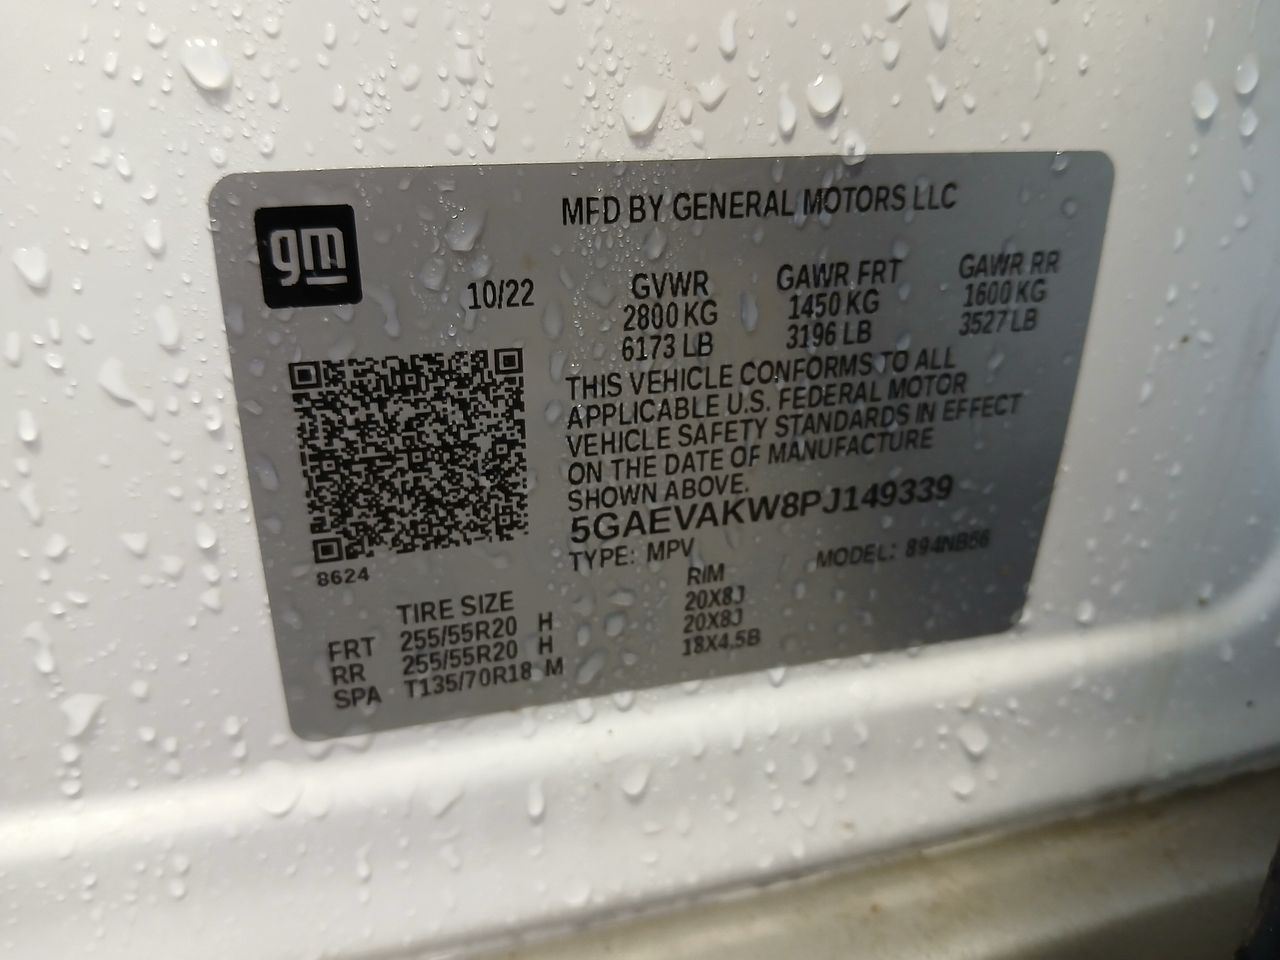 gm
MFD BY GENERAL MOTORS LLC
10/22
GVWR GAWR FRT GAWR RR
2800 KG 1450 KG 1600 KG
6173 LB 3196 LB 3527 LB
THIS VEHICLE CONFORMS TO ALL
APPLICABLE U.S. FEDERAL MOTOR
VEHICLE SAFETY STANDARDS IN EFFECT
ON THE DATE OF MANUFACTURE
SHOWN ABOVE.
5GAEVAKW8PJ149339
TYPE: MPV MODEL: 894NB56
8624
TIRE SIZE RIM
FRT 255/55R20 H 20X8J
RR 255/55R20 H 20X8J
SPA T135/70R18 M 18X4.5B